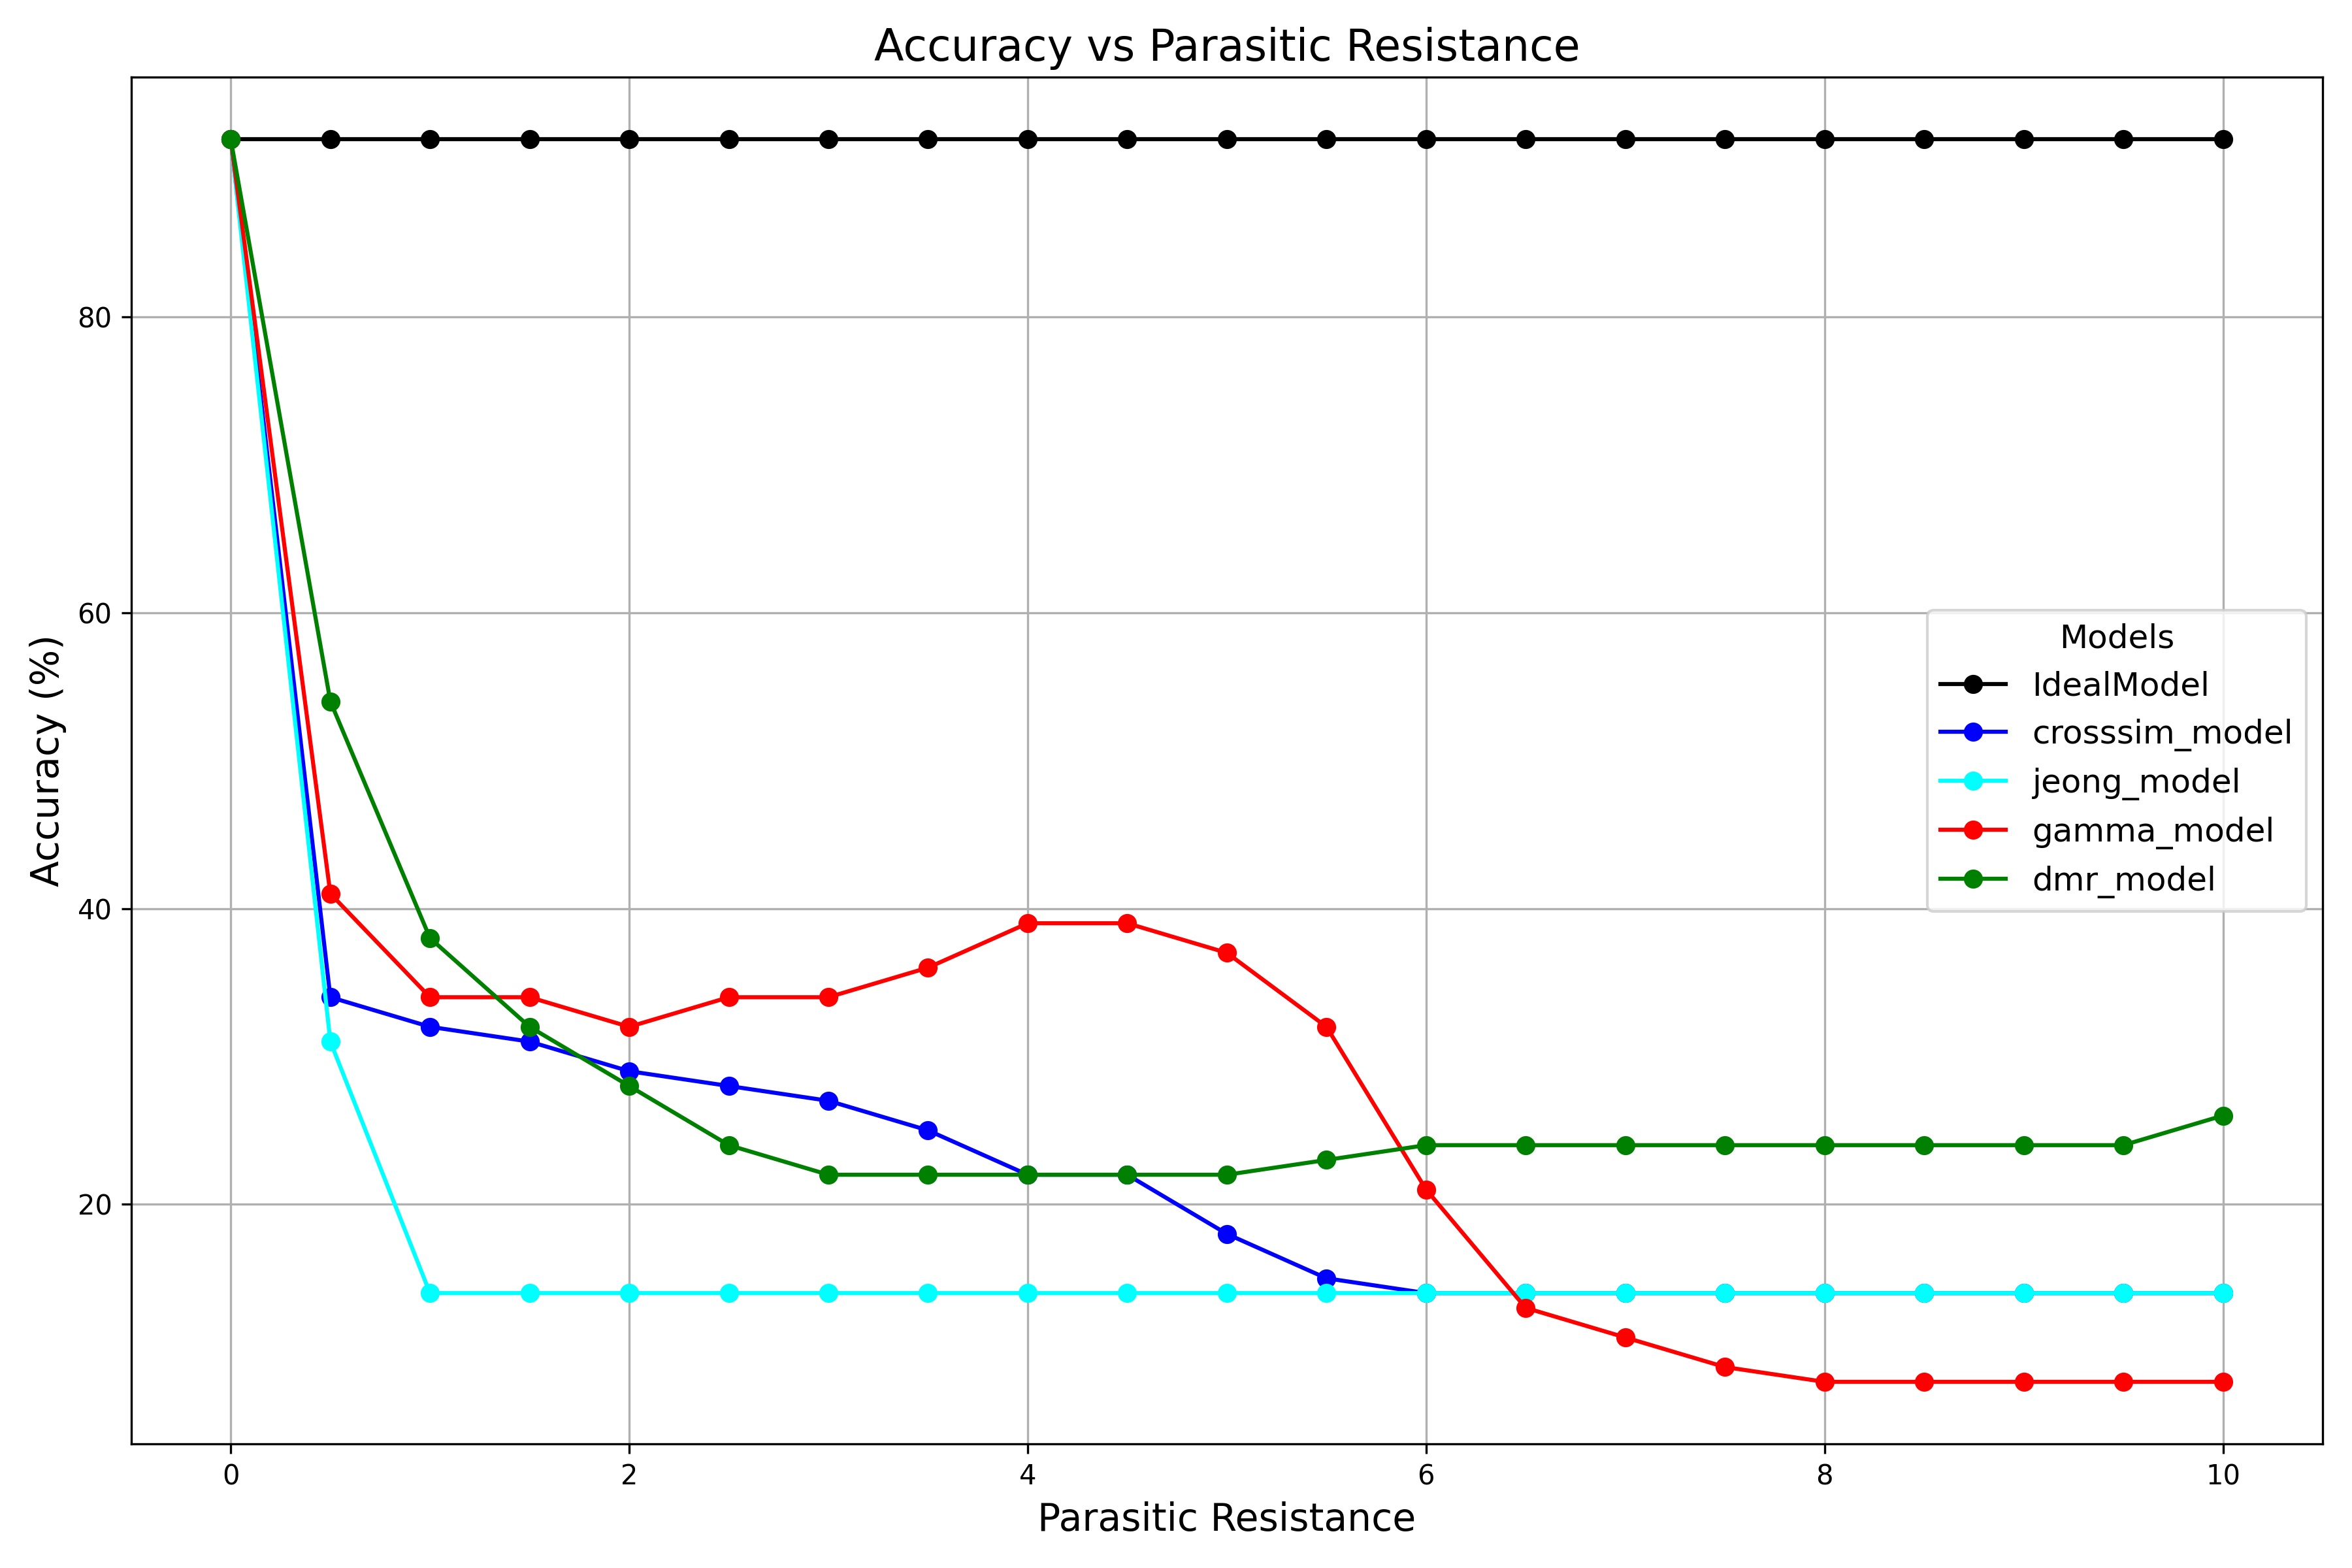 Accuracy vs Parasitic Resistance
Accuracy (%)
80
60
40
20
Models
IdealModel
crosssim_model
jeong_model
gamma_model
dmr_model
0 2 4 6 8 10
Parasitic Resistance